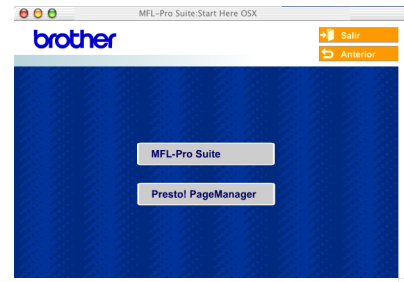 MFL-Pro Suite:Start Here OSX
brother
Salir
Anterior
MFL-Pro Suite
Presto! PageManager